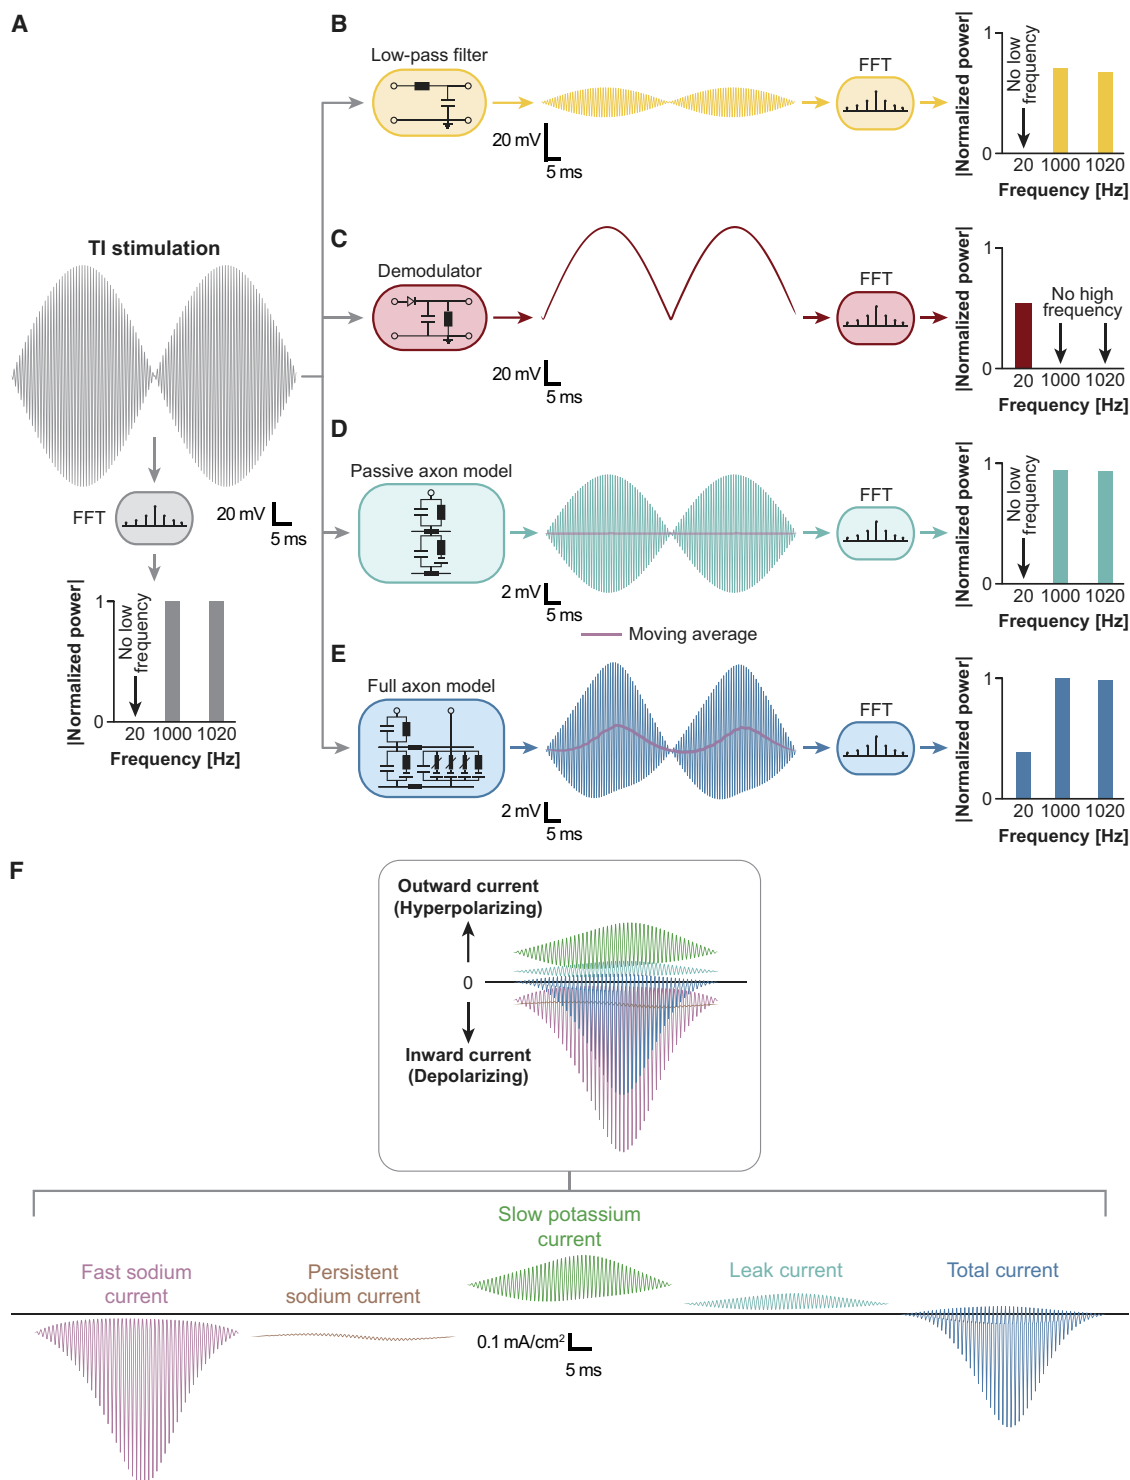 A
TI stimulation
FFT
20 mV
5 ms
|Normalized power|
1
0
No low
frequency
20 1000 1020
Frequency [Hz]
B
Low-pass filter
20 mV
5 ms
FFT
|Normalized power|
1
0
No low
frequency
20 1000 1020
Frequency [Hz]
C
Demodulator
20 mV
5 ms
FFT
|Normalized power|
1
0
No high
frequency
20 1000 1020
Frequency [Hz]
D
Passive axon model
2 mV
5 ms
Moving average
FFT
|Normalized power|
1
0
No low
frequency
20 1000 1020
Frequency [Hz]
E
Full axon model
2 mV
5 ms
FFT
|Normalized power|
1
0
20 1000 1020
Frequency [Hz]
F
Outward current
(Hyperpolarizing)
0
Inward current
(Depolarizing)
Fast sodium
current
Persistent
sodium current
Slow potassium
current
Leak current
Total current
0.1 mA/cm²
5 ms